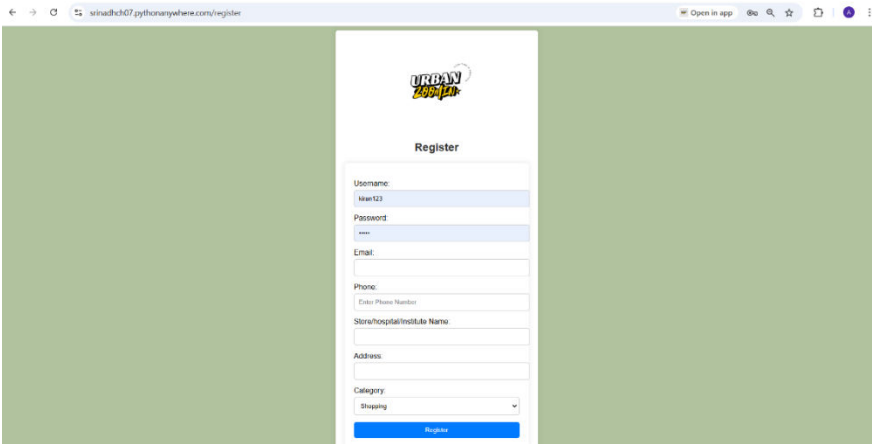 srinadhch07.pythonanywhere.com/register
Open in app
A
URBAN
ZOOMIN
Register
Username:
kiran123
Password:
•••••
Email:
Phone:
Enter Phone Number
Store/hospital/Institute Name:
Address:
Category:
Shopping
Register